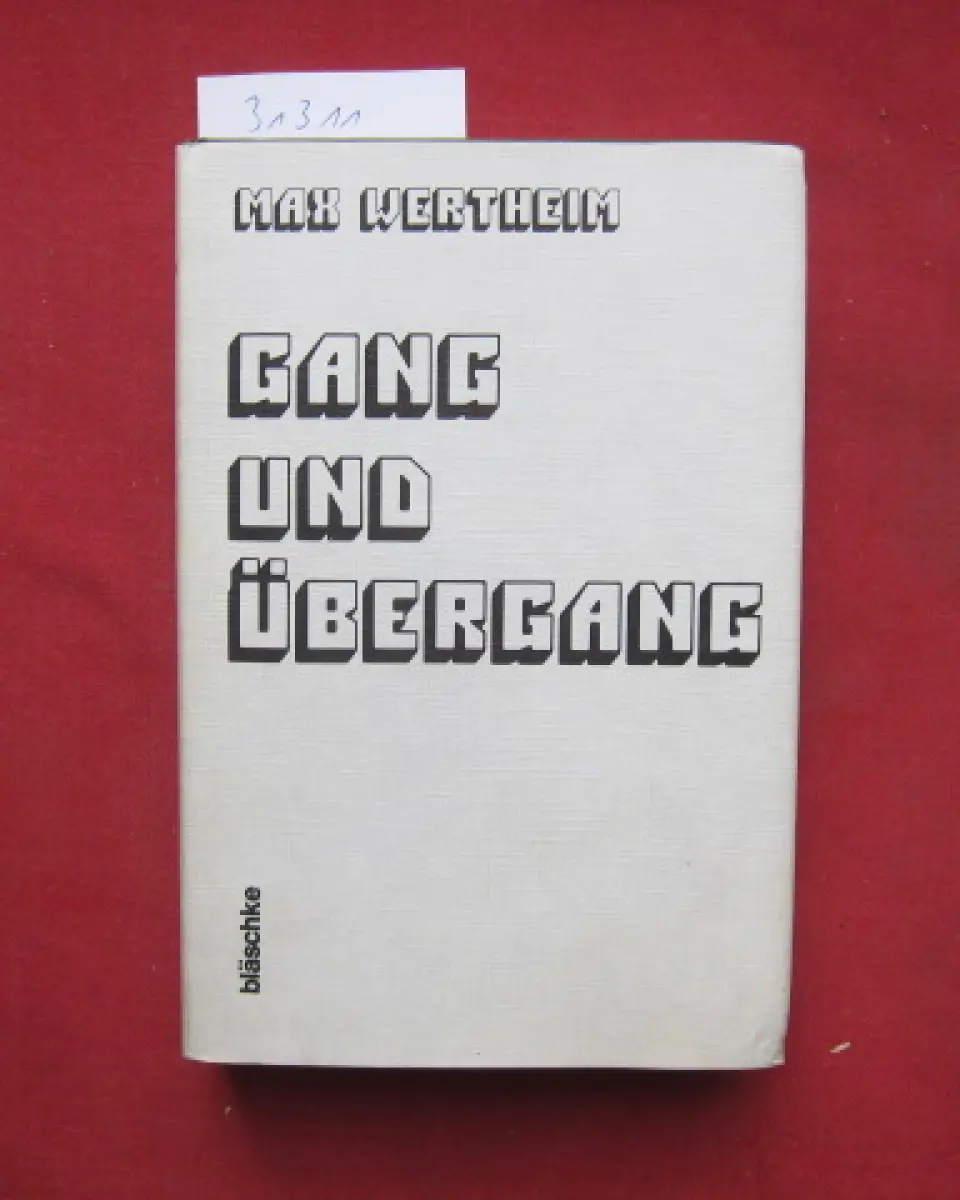 31311
MAX WERTHEIM
GANG
UND
ÜBERGANG
bläschke